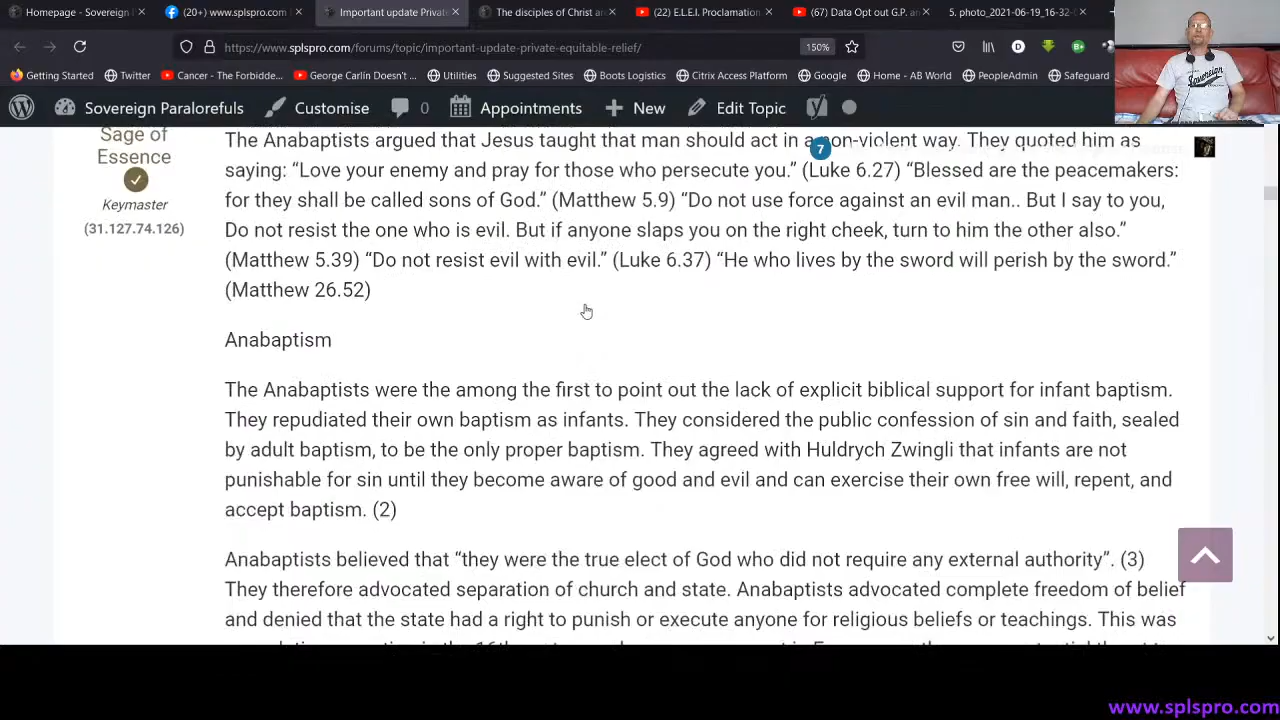 Homepage - Sovereign
(20+) www.splspro.com
Important update Private
The disciples of Christ ar
(22) E.L.E.I. Proclamation
(67) Data Opt out G.P. ar
5. photo_2021-06-19_16-32-0
https://www.splspro.com/forums/topic/important-update-private-equitable-relief/
150%
Getting Started
Twitter
Cancer - The Forbidde...
George Carlin Doesn't...
Utilities
Suggested Sites
Boots Logistics
Citrix Access Platform
Google
Home - AB World
PeopleAdmin
Safeguard
Sovereign
Sovereign Paralorefuls
Customise
0
Appointments
New
Edit Topic
Sage of
Essence
Keymaster
(31.127.74.126)
7
The Anabaptists argued that Jesus taught that man should act in a non-violent way. They quoted him as
saying: “Love your enemy and pray for those who persecute you.” (Luke 6.27) “Blessed are the peacemakers:
for they shall be called sons of God.” (Matthew 5.9) “Do not use force against an evil man.. But I say to you,
Do not resist the one who is evil. But if anyone slaps you on the right cheek, turn to him the other also.”
(Matthew 5.39) “Do not resist evil with evil.” (Luke 6.37) “He who lives by the sword will perish by the sword.”
(Matthew 26.52)
Anabaptism
The Anabaptists were the among the first to point out the lack of explicit biblical support for infant baptism.
They repudiated their own baptism as infants. They considered the public confession of sin and faith, sealed
by adult baptism, to be the only proper baptism. They agreed with Huldrych Zwingli that infants are not
punishable for sin until they become aware of good and evil and can exercise their own free will, repent, and
accept baptism. (2)
Anabaptists believed that “they were the true elect of God who did not require any external authority”. (3)
They therefore advocated separation of church and state. Anabaptists advocated complete freedom of belief
and denied that the state had a right to punish or execute anyone for religious beliefs or teachings. This was
www.splspro.com